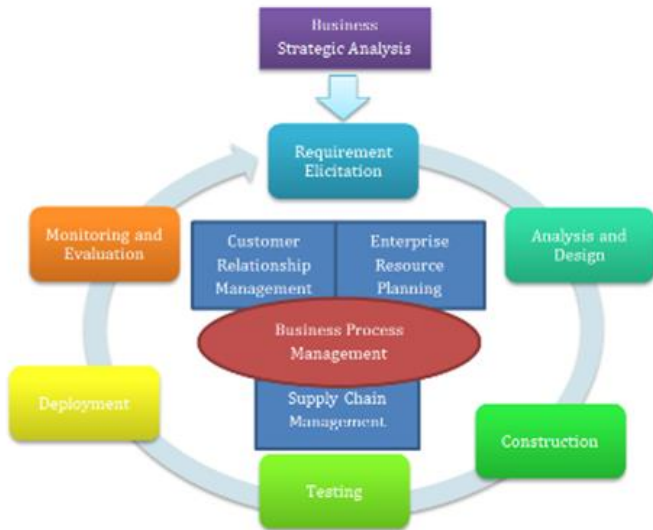 Business
Strategic Analysis
Requirement
Elicitation
Monitoring and
Evaluation
Customer
Relationship
Management
Enterprise
Resource
Planning
Analysis and
Design
Business Process
Management
Deployment
Supply Chain
Management
Construction
Testing